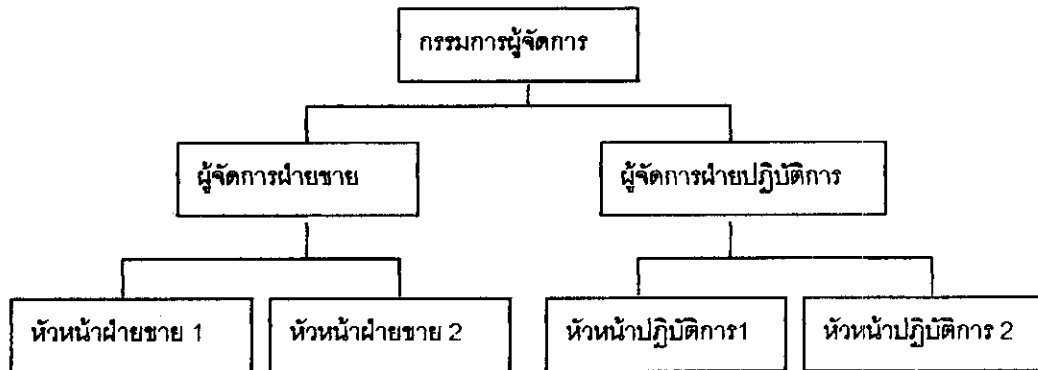 กรรมการผู้จัดการ
ผู้จัดการฝ่ายขาย
ผู้จัดการฝ่ายปฏิบัติการ
หัวหน้าฝ่ายขาย 1
หัวหน้าฝ่ายขาย 2
หัวหน้าปฏิบัติการ1
หัวหน้าปฏิบัติการ 2